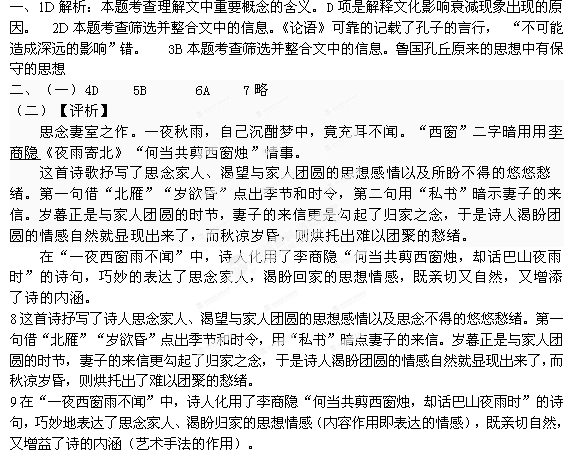 一、1D 解析：本题考查理解文中重要概念的含义。D 项是解释文化影响衰减现象出现的原
因。　2D 本题考查筛选并整合文中的信息。《论语》可靠的记载了孔子的言行，　“不可能
造成深远的影响”错。　3B 本题考查筛选并整合文中的信息。鲁国孔丘原来的思想中有保
守的思想
二、（一）4D　　5B　　　6A　　7 略
（二）【评析】
思念妻室之作。一夜秋雨，自己沉酣梦中，竟充耳不闻。“西窗”二字暗用用李
商隐《夜雨寄北》“何当共剪西窗烛”情事。
这首诗歌抒写了思念家人、渴望与家人团圆的思想感情以及所盼不得的悠悠愁
绪。第一句借“北雁”“岁欲昏”点出季节和时令，第二句用“私书”暗示妻子的来
信。岁暮正是与家人团圆的时节，妻子的来信更是勾起了归家之念，于是诗人渴盼团
圆的情感自然就显现出来了，而秋凉岁昏，则烘托出难以团聚的愁绪。
在“一夜西窗雨不闻”中，诗人化用了李商隐“何当共剪西窗烛，却话巴山夜雨
时”的诗句，巧妙的表达了思念家人，渴盼回家的思想情感，既亲切又自然，又增添
了诗的内涵。
8 这首诗抒写了诗人思念家人、渴望与家人团圆的思想感情以及思念不得的悠悠愁绪。第一
句借“北雁”“岁欲昏”点出季节和时令，用“私书”暗点妻子的来信。岁暮正是与家人团
圆的时节，妻子的来信更勾起了归家之念，于是诗人渴盼团圆的情感自然就显现出来了，而
秋凉岁昏，则烘托出了难以团聚的愁绪。
9 在“一夜西窗雨不闻”中，诗人化用了李商隐“何当共剪西窗烛，却话巴山夜雨时”的诗
句，巧妙地表达了思念家人、渴盼归家的思想情感（内容作用即表达的情感），既亲切自然，
又增益了诗的内涵（艺术手法的作用）。